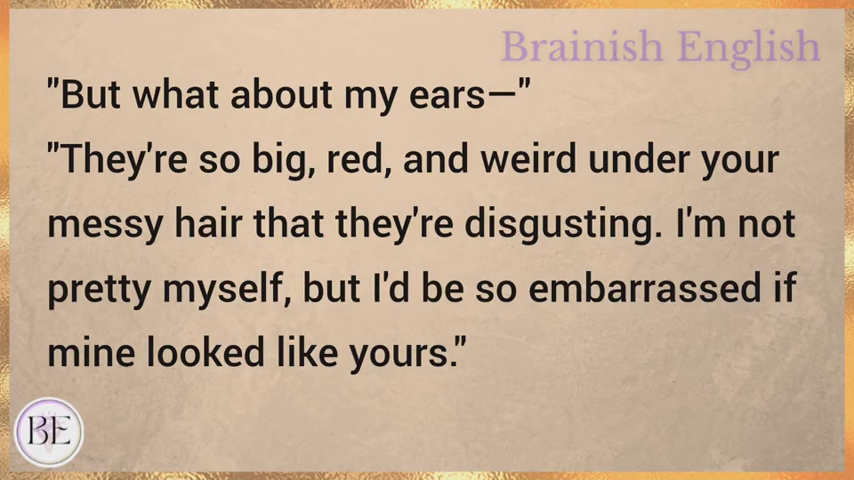 Brainish English
"But what about my ears—"
"They're so big, red, and weird under your
messy hair that they're disgusting. I'm not
pretty myself, but I'd be so embarrassed if
mine looked like yours."
BE